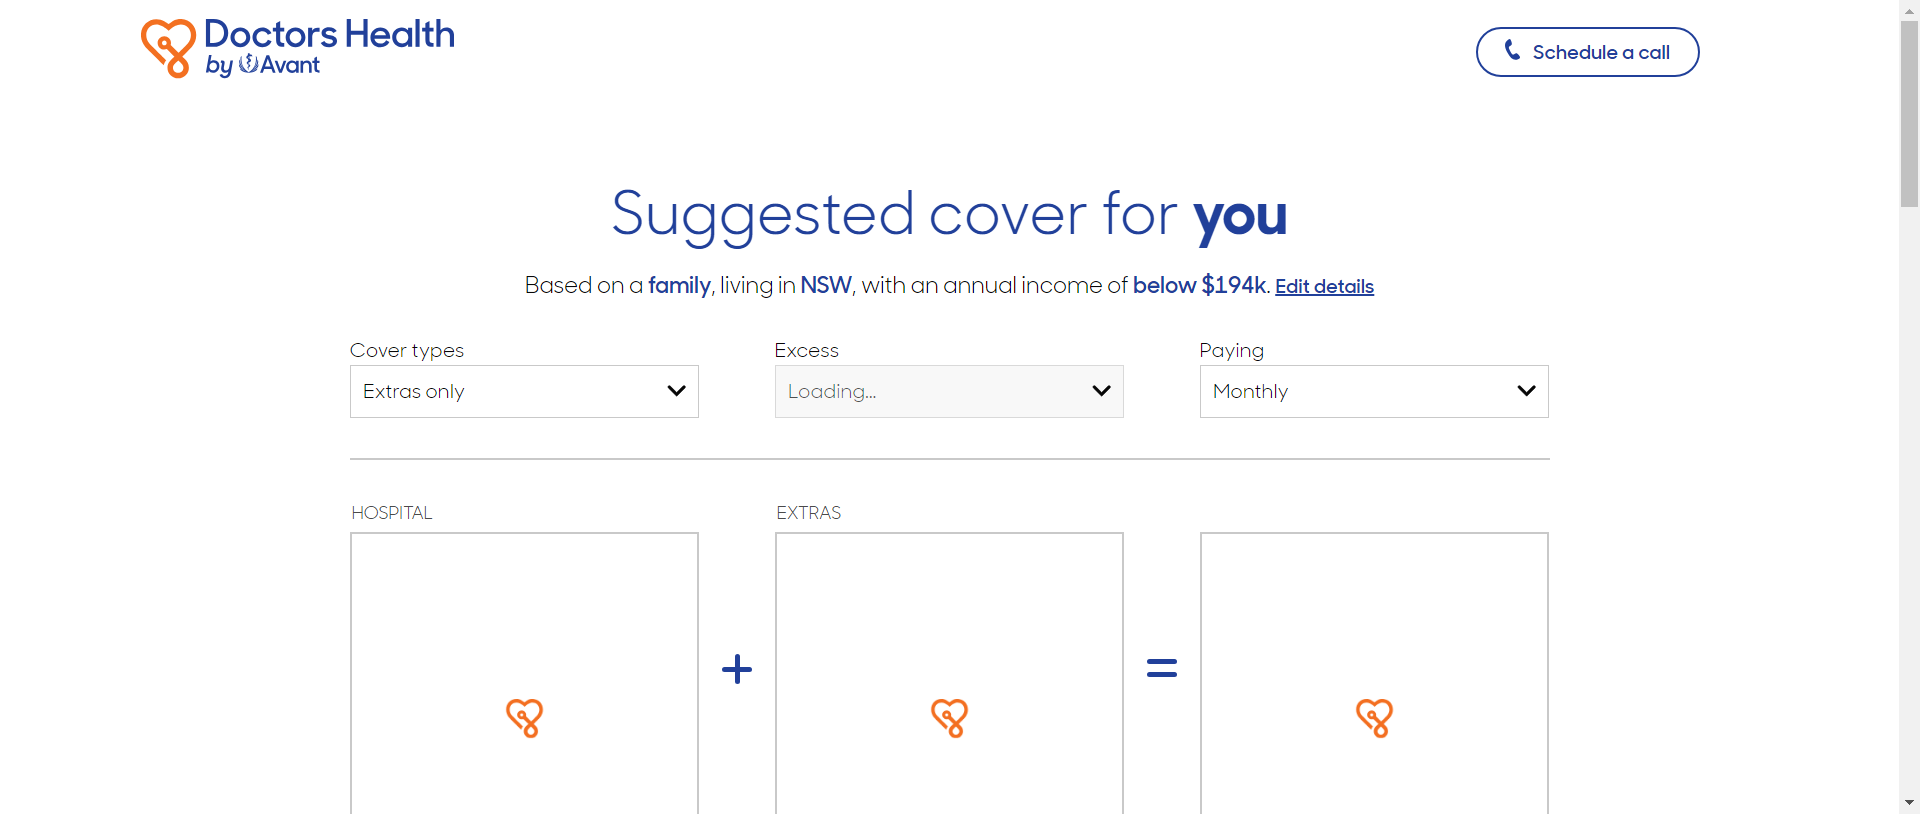 Doctors Health
by Avant
Schedule a call
Suggested cover for you
Based on a family, living in NSW, with an annual income of below $194k. Edit details
Cover types
Excess
Paying
Extras only
Loading...
Monthly
HOSPITAL
EXTRAS
+
=